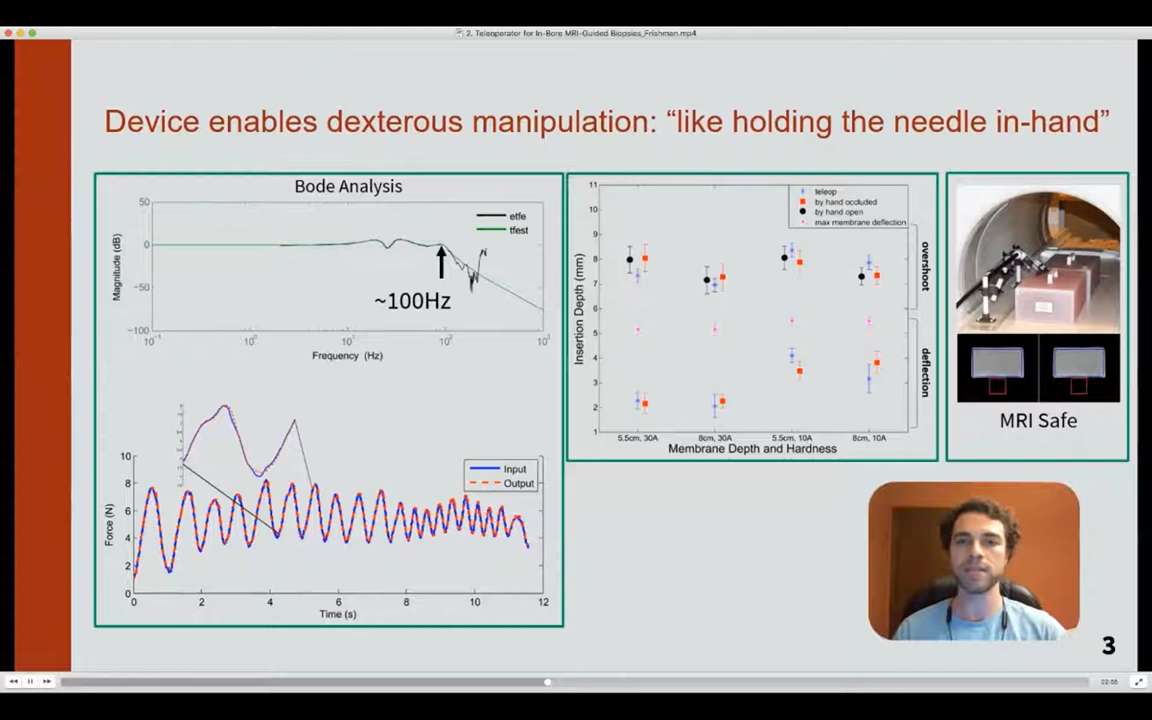 2. Teleoperator for In-Bore MRI-Guided Biopsies_Frishman.mp4
Device enables dexterous manipulation: “like holding the needle in-hand”
Bode Analysis
50
0
−50
−100
Magnitude (dB)
etfe
tfest
~100Hz
10⁻¹
10⁰
10¹
10²
10³
Frequency (Hz)
10
8
6
4
2
0
Force (N)
Input
Output
0
2
4
6
8
10
12
Time (s)
11
10
9
8
7
6
5
4
3
2
1
Insertion Depth (mm)
teleop
by hand occluded
by hand open
max membrane deflection
overshoot
deflection
5.5cm, 30A
8cm, 30A
5.5cm, 10A
8cm, 10A
Membrane Depth and Hardness
MRI Safe
3
02:55